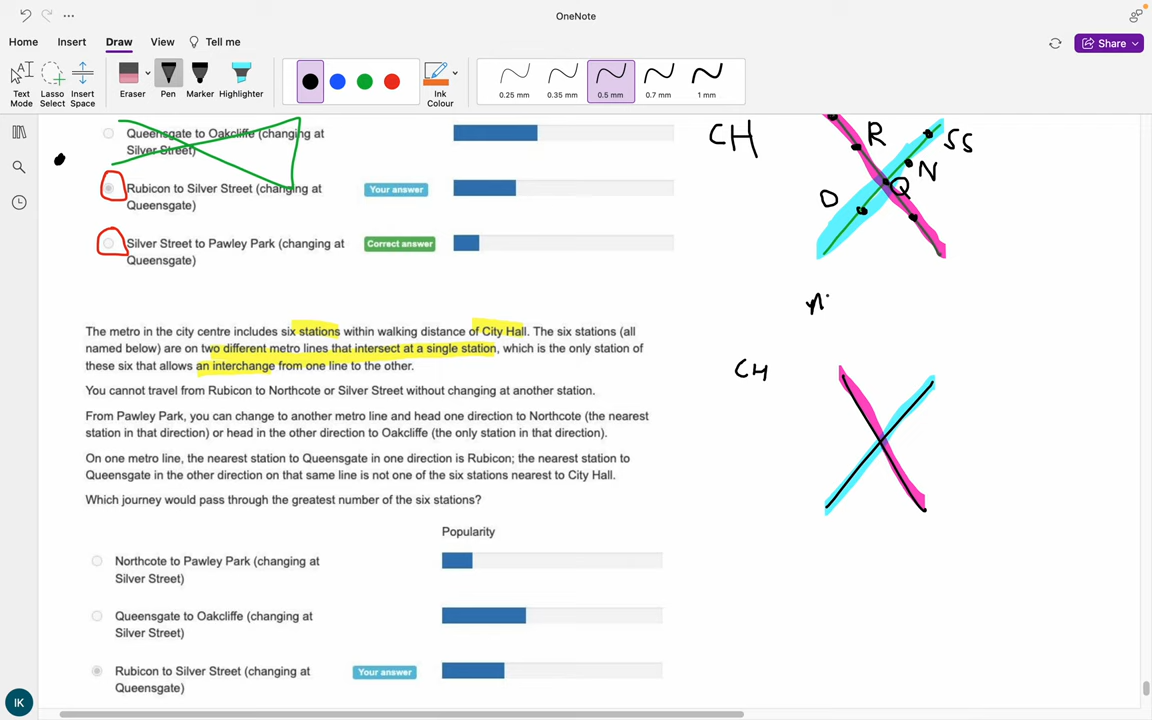 OneNote
Home Insert Draw View Tell me
Share
Text Mode
Lasso Select
Insert Space
Eraser
Pen
Marker
Highlighter
Ink Colour
0.25 mm
0.35 mm
0.5 mm
0.7 mm
1 mm
Queensgate to Oakcliffe (changing at
Silver Street)
Rubicon to Silver Street (changing at
Queensgate)
Your answer
Silver Street to Pawley Park (changing at
Queensgate)
Correct answer
CH
R
SS
N
Q
O
The metro in the city centre includes six stations within walking distance of City Hall. The six stations (all
named below) are on two different metro lines that intersect at a single station, which is the only station of
these six that allows an interchange from one line to the other.
You cannot travel from Rubicon to Northcote or Silver Street without changing at another station.
From Pawley Park, you can change to another metro line and head one direction to Northcote (the nearest
station in that direction) or head in the other direction to Oakcliffe (the only station in that direction).
On one metro line, the nearest station to Queensgate in one direction is Rubicon; the nearest station to
Queensgate in the other direction on that same line is not one of the six stations nearest to City Hall.
Which journey would pass through the greatest number of the six stations?
CH
Popularity
Northcote to Pawley Park (changing at
Silver Street)
Queensgate to Oakcliffe (changing at
Silver Street)
Rubicon to Silver Street (changing at
Queensgate)
Your answer
IK